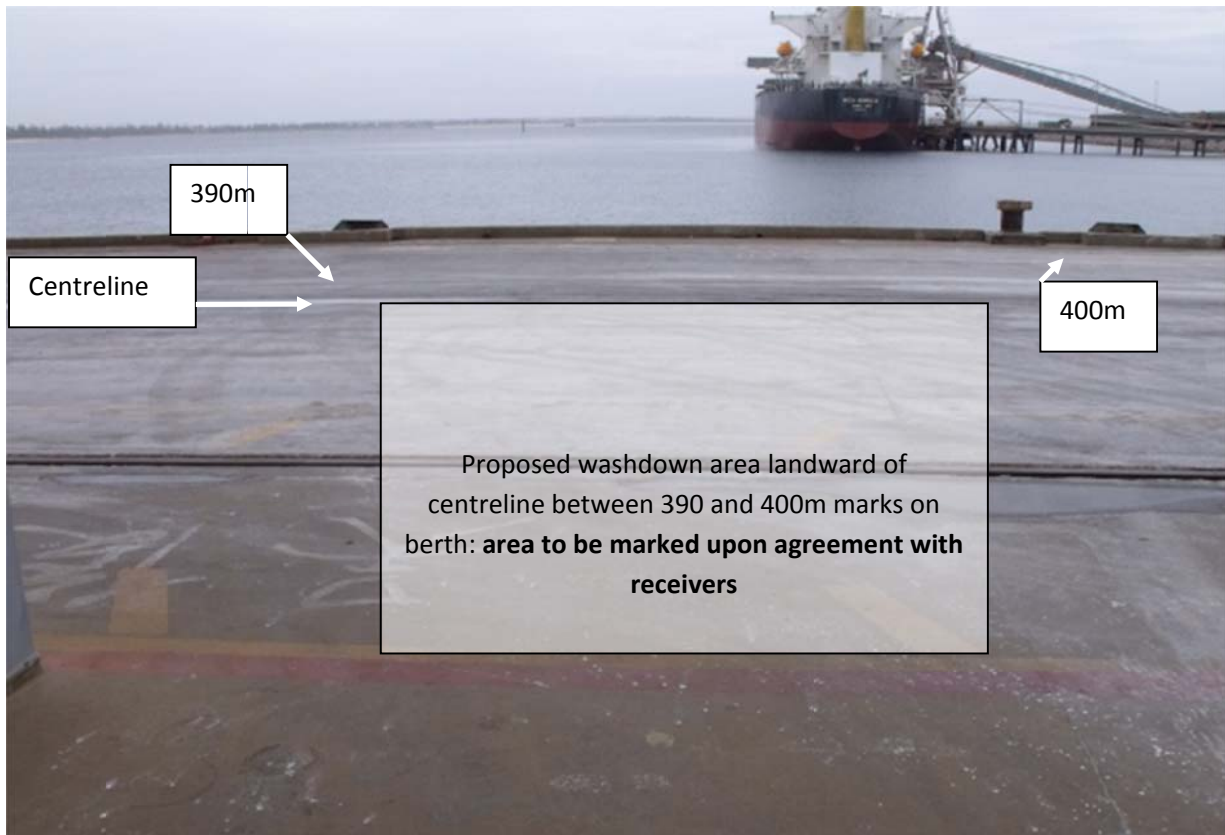 390m
Centreline
400m
Proposed washdown area landward of
centreline between 390 and 400m marks on
berth: area to be marked upon agreement with
receivers